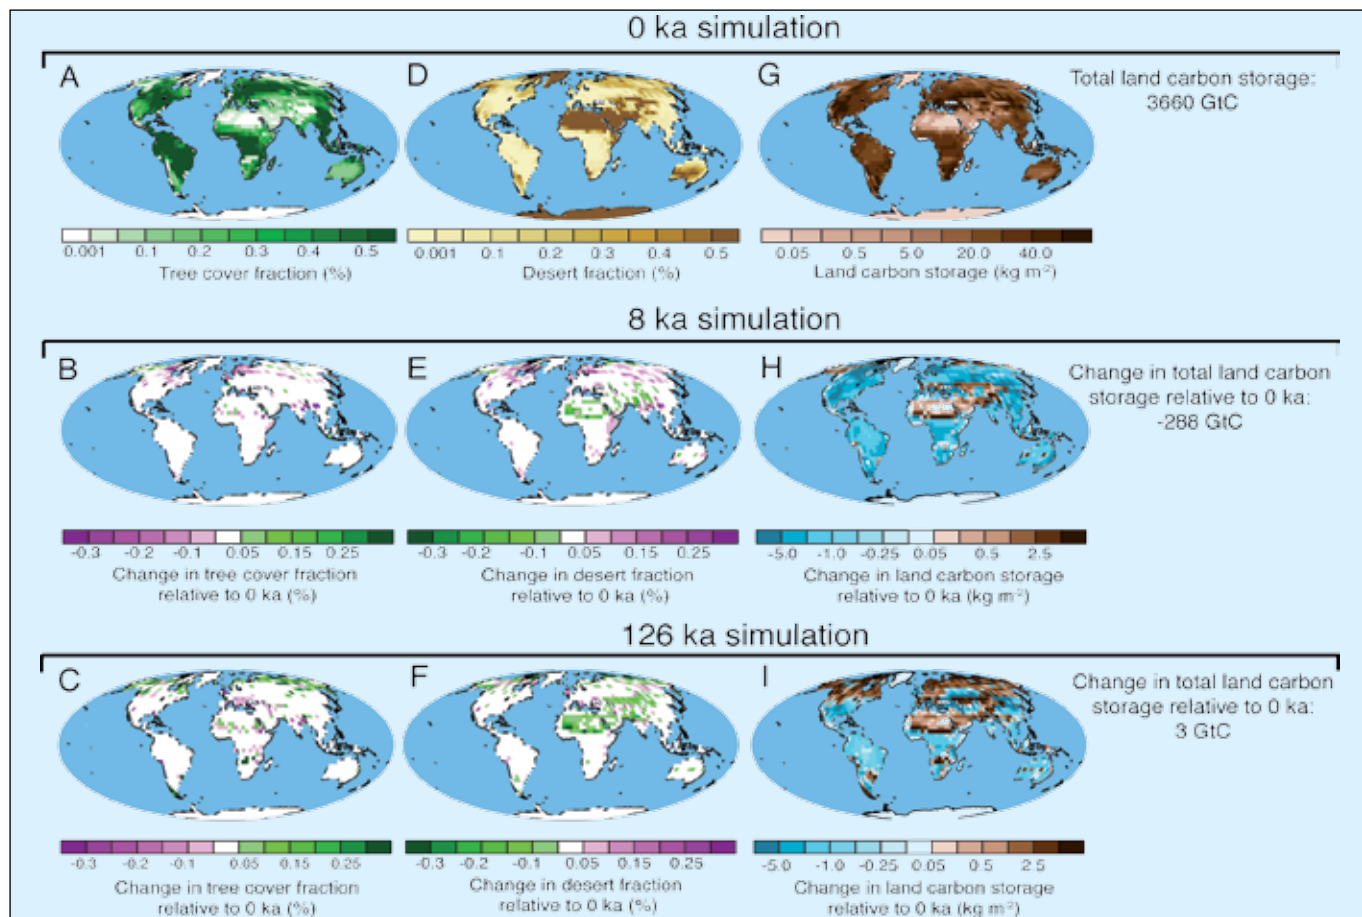 0 ka simulation
A
D
G
Total land carbon storage:
3660 GtC
0.001 0.1 0.2 0.3 0.4 0.5
Tree cover fraction (%)
0.001 0.1 0.2 0.3 0.4 0.5
Desert fraction (%)
0.05 0.5 5.0 20.0 40.0
Land carbon storage (kg m⁻²)
8 ka simulation
B
E
H
Change in total land carbon
storage relative to 0 ka:
-288 GtC
-0.3 -0.2 -0.1 0.05 0.15 0.25
Change in tree cover fraction
relative to 0 ka (%)
-0.3 -0.2 -0.1 0.05 0.15 0.25
Change in desert fraction
relative to 0 ka (%)
-5.0 -1.0 -0.25 0.05 0.5 2.5
Change in land carbon storage
relative to 0 ka (kg m⁻²)
126 ka simulation
C
F
I
Change in total land carbon
storage relative to 0 ka:
3 GtC
-0.3 -0.2 -0.1 0.05 0.15 0.25
Change in tree cover fraction
relative to 0 ka (%)
-0.3 -0.2 -0.1 0.05 0.15 0.25
Change in desert fraction
relative to 0 ka (%)
-5.0 -1.0 -0.25 0.05 0.5 2.5
Change in land carbon storage
relative to 0 ka (kg m⁻²)